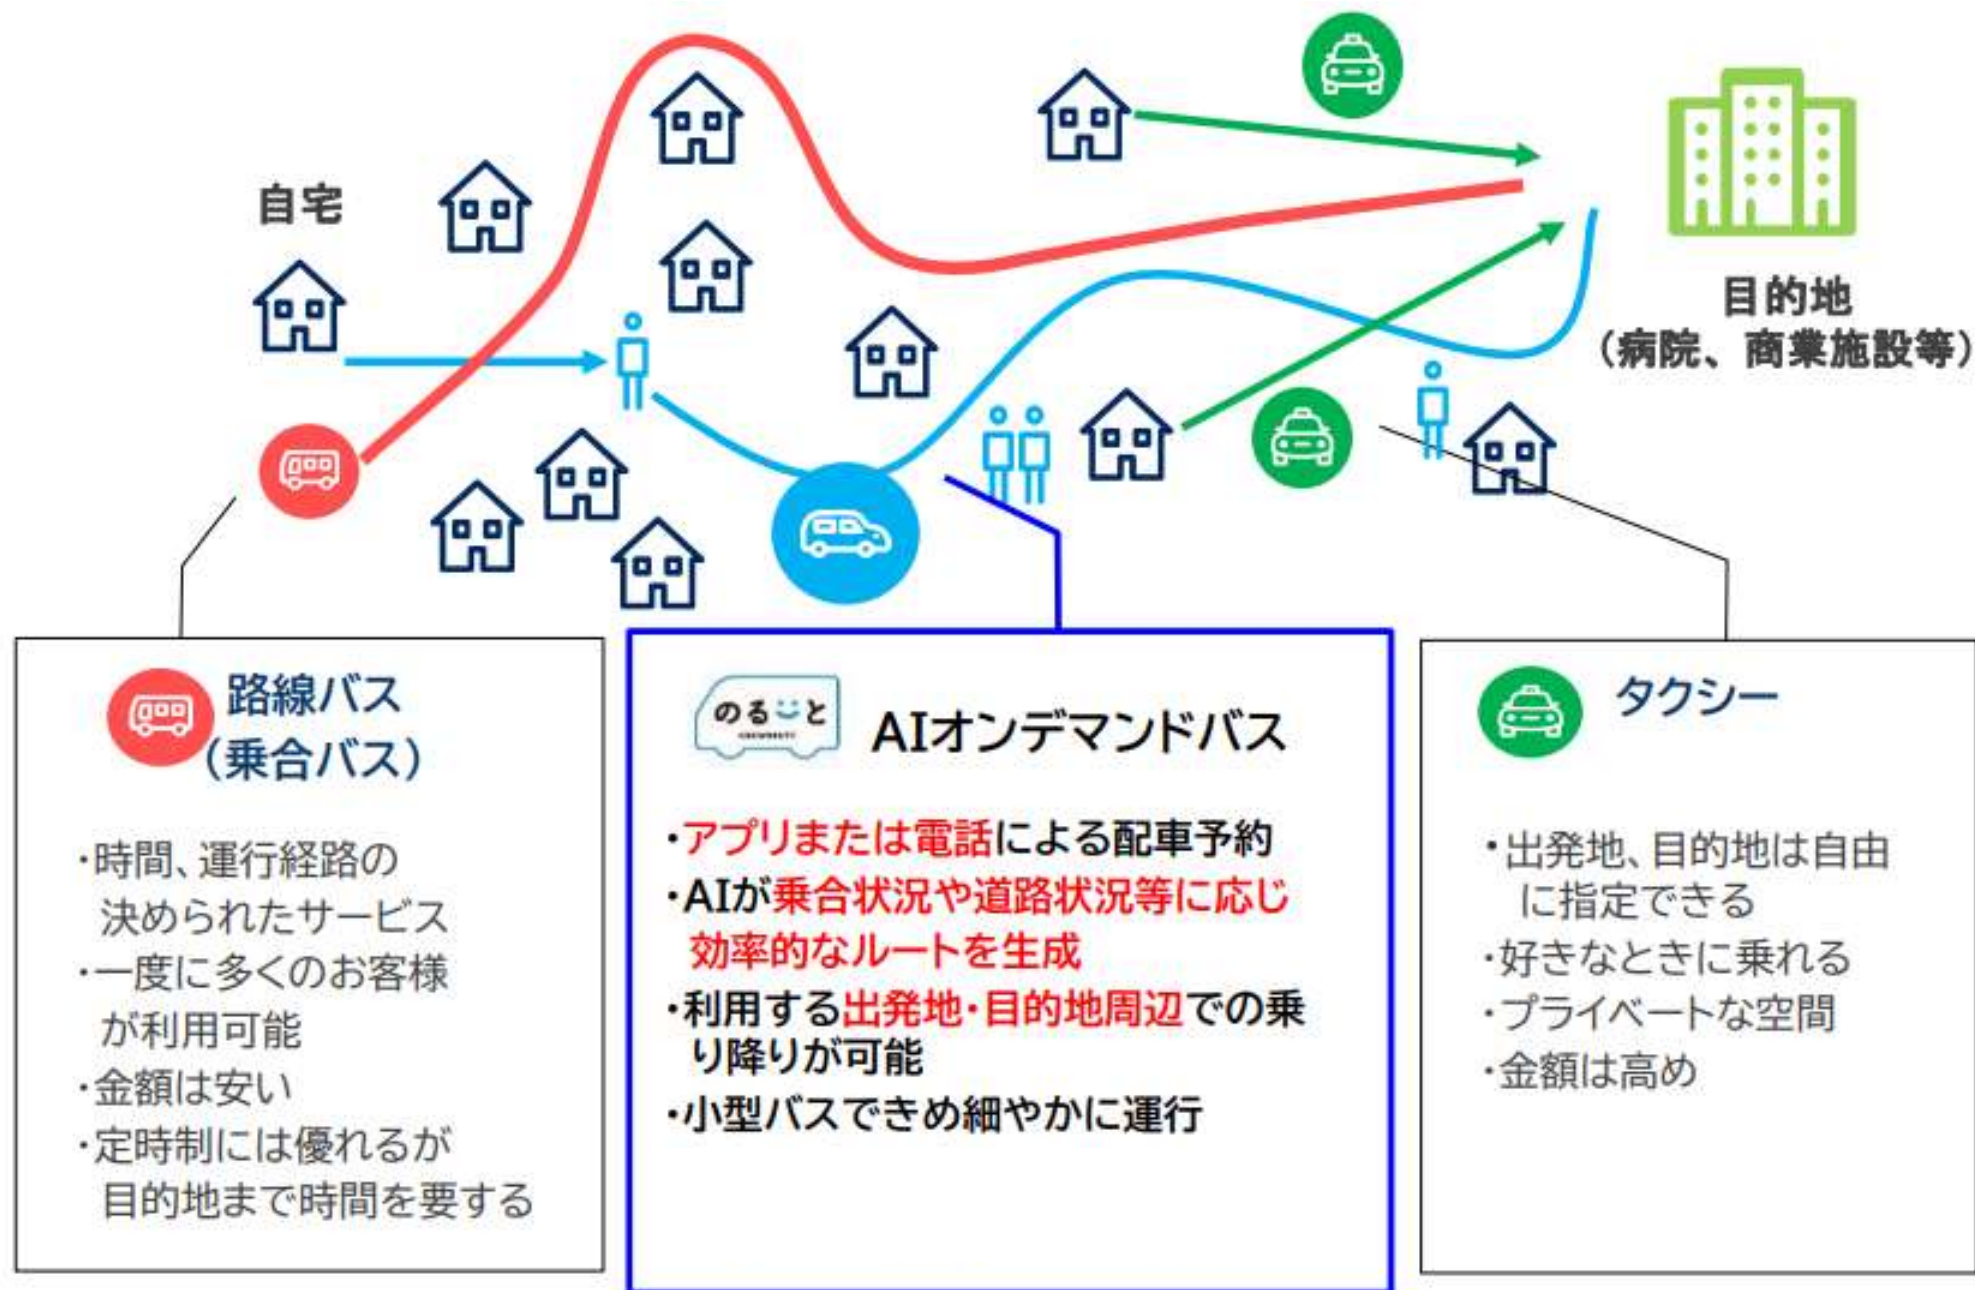 自宅
目的地
（病院、商業施設等）
路線バス
（乗合バス）
・時間、運行経路の
決められたサービス
・一度に多くのお客様
が利用可能
・金額は安い
・定時制には優れるが
目的地まで時間を要する
のるーと
AIオンデマンドバス
・アプリまたは電話による配車予約
・AIが乗合状況や道路状況等に応じ
効率的なルートを生成
・利用する出発地・目的地周辺での乗
り降りが可能
・小型バスできめ細やかに運行
タクシー
・出発地、目的地は自由
に指定できる
・好きなときに乗れる
・プライベートな空間
・金額は高め